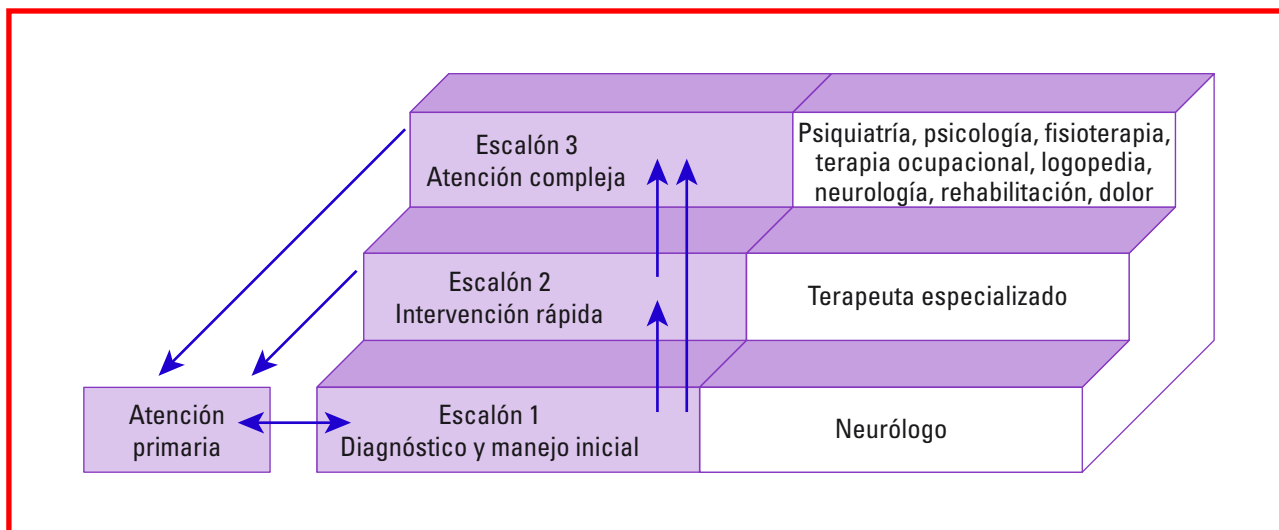 Escalón 3
Atención compleja
Psiquiatría, psicología, fisioterapia,
terapia ocupacional, logopedia,
neurología, rehabilitación, dolor
Escalón 2
Intervención rápida
Terapeuta especializado
Atención
primaria
Escalón 1
Diagnóstico y manejo inicial
Neurólogo